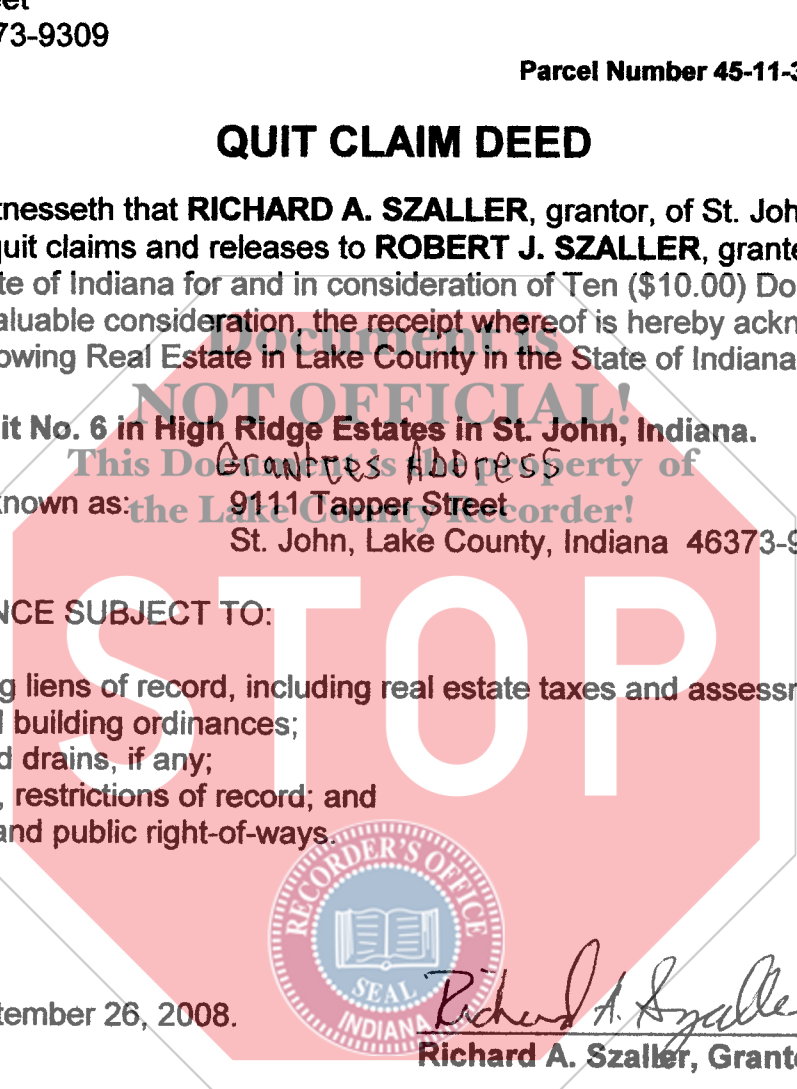 eet
73-9309
Parcel Number 45-11-3
QUIT CLAIM DEED
tnesseth that RICHARD A. SZALLER, grantor, of St. Joh
quit claims and releases to ROBERT J. SZALLER, grante
te of Indiana for and in consideration of Ten ($10.00) Do
aluable consideration, the receipt whereof is hereby ackn
owing Real Estate in Lake County in the State of Indiana
Document is
NOT OFFICIAL!
it No. 6 in High Ridge Estates in St. John, Indiana.
This Document is the property of
Grantees Address
the Lake County Recorder!
known as: 9111 Tapper Street
St. John, Lake County, Indiana 46373-9
NCE SUBJECT TO:
STOP
g liens of record, including real estate taxes and assessm
l building ordinances;
d drains, if any;
, restrictions of record; and
and public right-of-ways.
RECORDER'S OFFICE
SEAL
INDIANA
tember 26, 2008.
Richard A. Szalle
Richard A. Szaller, Granto